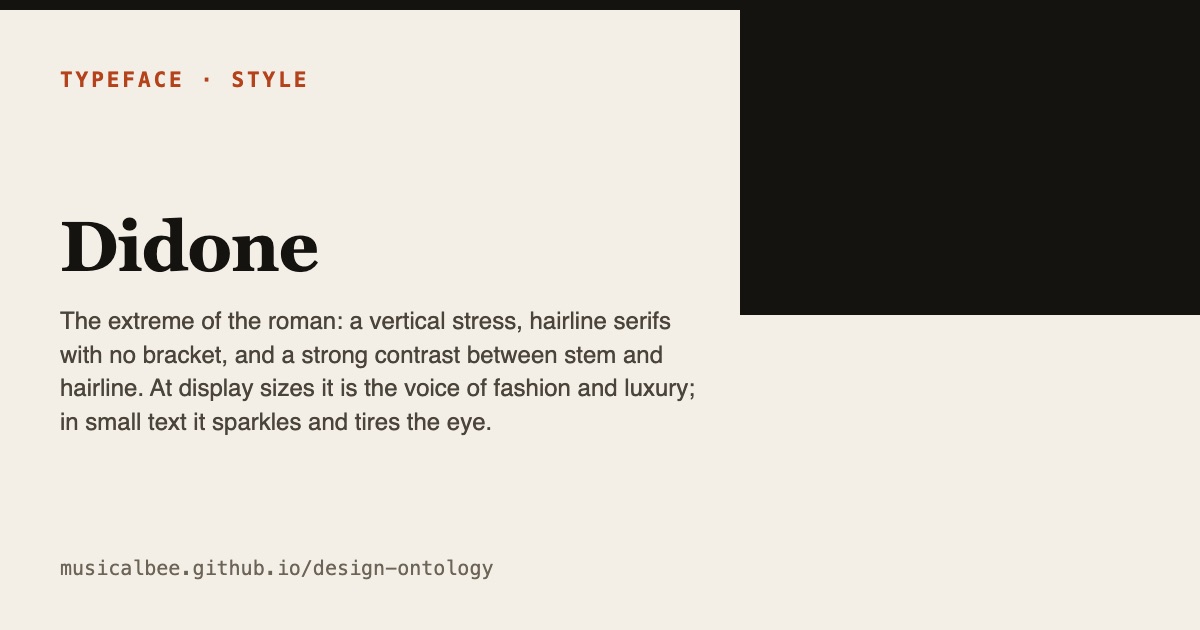 TYPEFACE · STYLE
Didone
The extreme of the roman: a vertical stress, hairline serifs
with no bracket, and a strong contrast between stem and
hairline. At display sizes it is the voice of fashion and luxury;
in small text it sparkles and tires the eye.
musicalbee.github.io/design-ontology